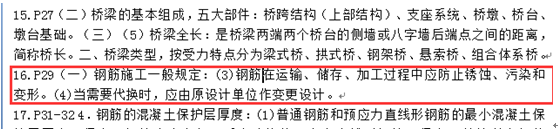 15.P27（二）桥梁的基本组成，五大部件：桥跨结构（上部结构）、支座系统、桥墩、桥台、
墩台基础。（三）（5）桥梁全长：是桥梁两端两个桥台的侧墙或八字墙后端点之间的距离，
简称桥长。二、桥梁类型，按受力特点分为梁式桥、拱式桥、钢架桥、悬索桥、组合体系桥。
16.P29（一）钢筋施工一般规定：(3)钢筋在运输、储存、加工过程中应防止锈蚀、污染和
变形。(4)当需要代换时，应由原设计单位作变更设计。
17.P31-324．钢筋的混凝土保护层厚度：(1)普通钢筋和预应力直线形钢筋的最小混凝土保